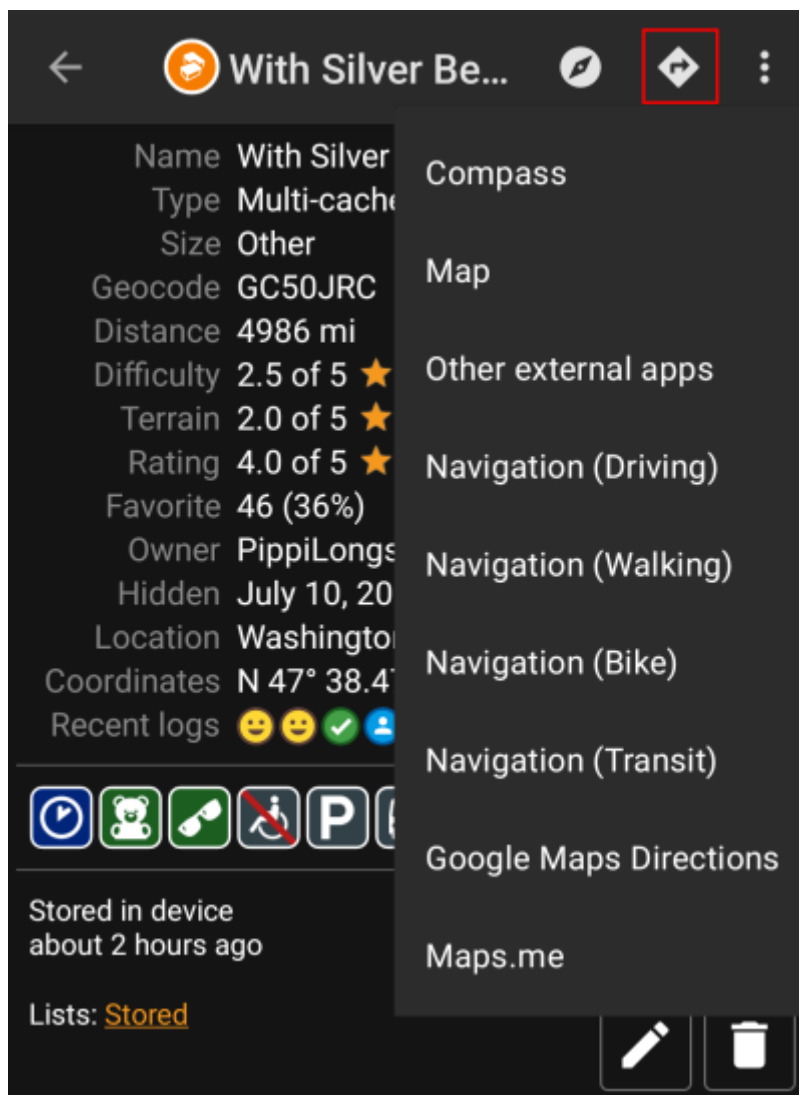 With Silver Be...
Name With Silver
Type Multi-cache
Size Other
Geocode GC50JRC
Distance 4986 mi
Difficulty 2.5 of 5
Terrain 2.0 of 5
Rating 4.0 of 5
Favorite 46 (36%)
Owner PippiLongs
Hidden July 10, 20
Location Washington
Coordinates N 47° 38.47
Recent logs
P
Stored in device
about 2 hours ago
Lists: Stored
Compass
Map
Other external apps
Navigation (Driving)
Navigation (Walking)
Navigation (Bike)
Navigation (Transit)
Google Maps Directions
Maps.me